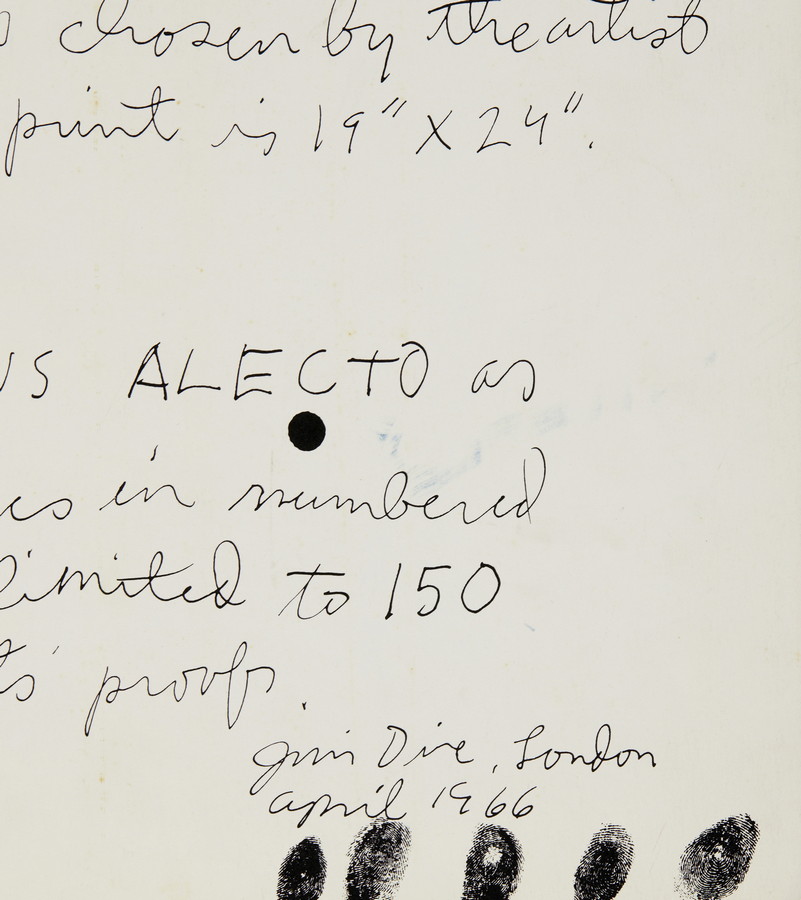 chosen by the artist
print is 19" X 24".
US ALECTO as
in numbered
limited to 150
ts' proofs.
Jim Dine, London
april 1966